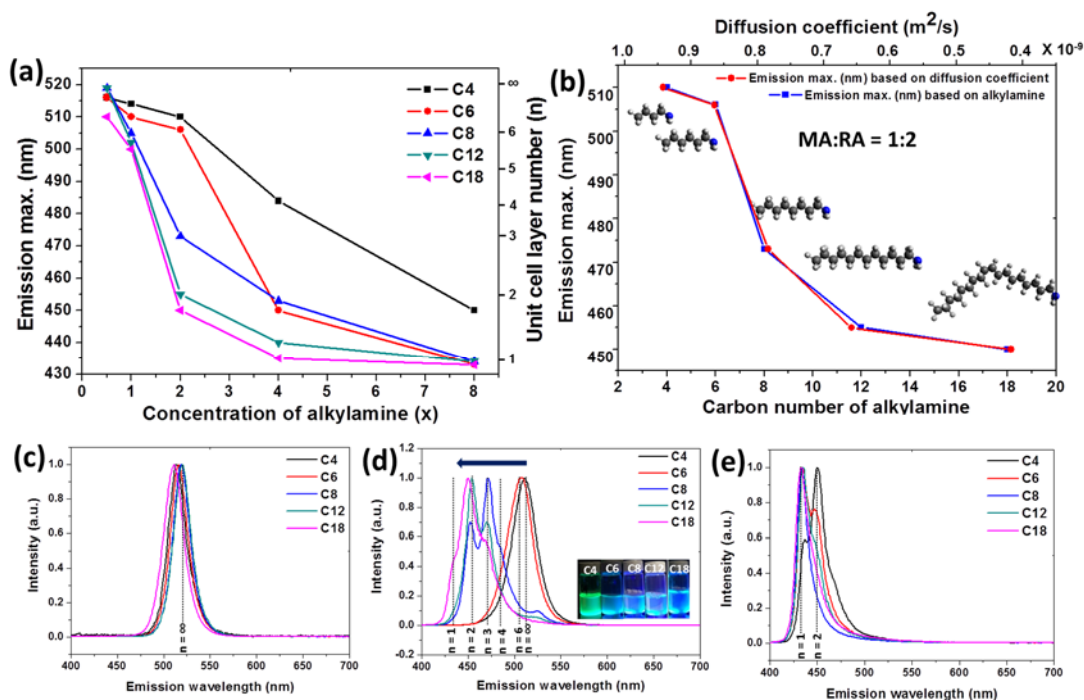 (a)
Emission max. (nm)
520
510
500
490
480
470
460
450
440
430
0 1 2 3 4 5 6 7 8
Concentration of alkylamine (x)
∞
6
5
4
3
2
1
Unit cell layer number (n)
C4
C6
C8
C12
C18
Diffusion coefficient (m2/s)
1.0 0.9 0.8 0.7 0.6 0.5 0.4 X 10-9
(b)
Emission max. (nm) based on diffusion coefficient
Emission max. (nm) based on alkylamine
MA:RA = 1:2
Emission max. (nm)
510
500
490
480
470
460
450
2 4 6 8 10 12 14 16 18 20
Carbon number of alkylamine
(c)
Intensity (a.u.)
1.0
0.8
0.6
0.4
0.2
0.0
C4
C6
C8
C12
C18
n = ∞
400 450 500 550 600 650 700
Emission wavelength (nm)
(d)
Intensity (a.u.)
1.2
1.0
0.8
0.6
0.4
0.2
0.0
-0.2
C4
C6
C8
C12
C18
C4 C6 C8 C12 C18
n = 1
n = 2
n = 3
n = 4
n = 6
n = ∞
400 450 500 550 600 650 700
Emission wavelength (nm)
(e)
Intensity (a.u.)
1.0
0.8
0.6
0.4
0.2
0.0
C4
C6
C8
C12
C18
n = 1
n = 2
400 450 500 550 600 650 700
Emission wavelength (nm)